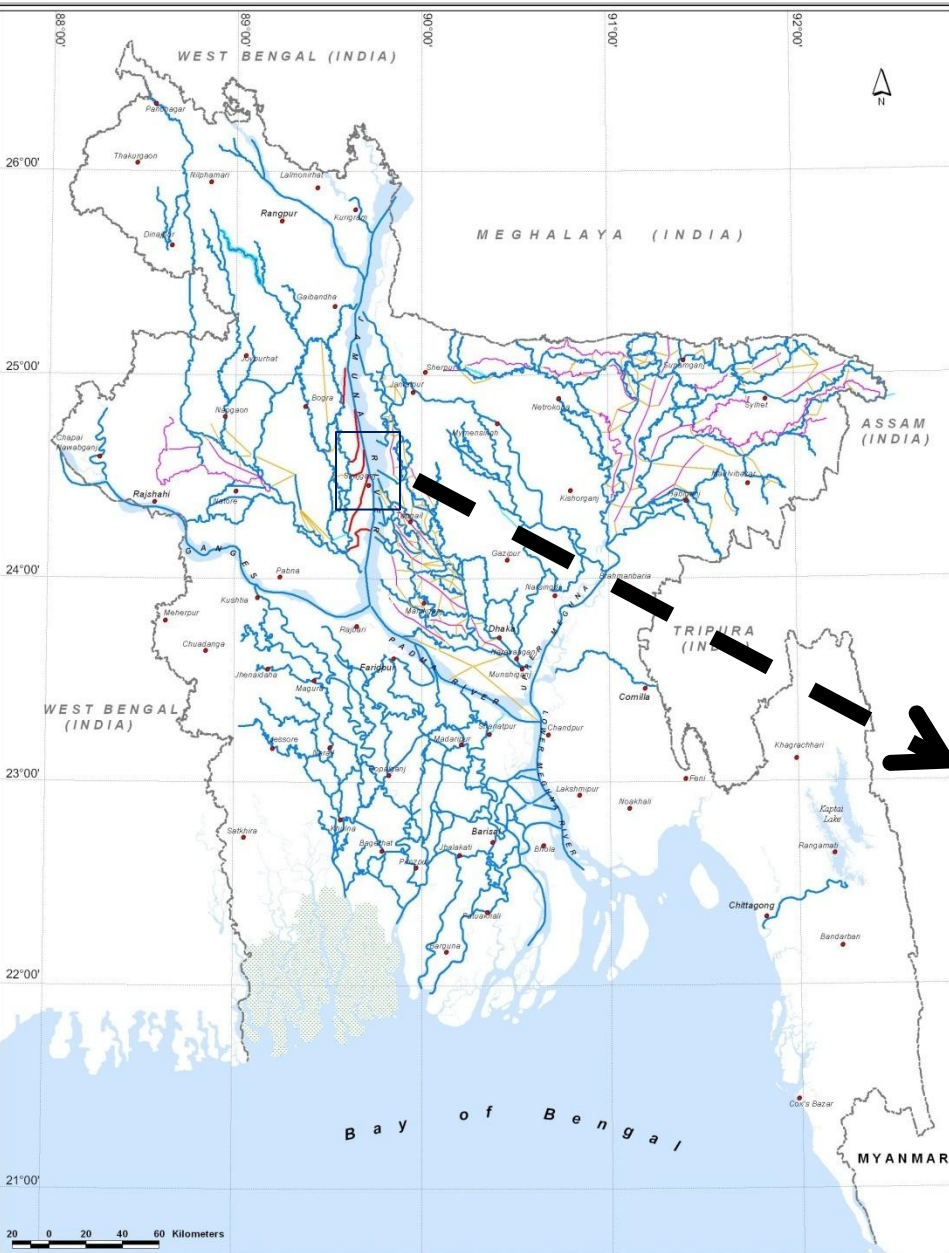 88°00'
89°00'
90°00'
91°00'
92°00'
WEST BENGAL (INDIA)
N
Panchagar
26°00'
Thakurgaon
Nilphamari
Lalmonirhat
Rangpur
Kurigram
Dinajpur
MEGHALAYA (INDIA)
Gaibandha
25°00'
Joypurhat
Sherpur
Jamalpur
Sunamganj
Bogra
Naogaon
Netrokona
Sylhet
ASSAM
(INDIA)
Mymensingh
Chapai
Nawabganj
JAMUNA RIVER
Sirajganj
Maulvibazar
Rajshahi
Natore
Kishorganj
Habiganj
Tangail
GANGES
24°00'
Pabna
Gazipur
Narsingdi
Brahmanbaria
Kushtia
Manikganj
UPPER MEGHNA
Meherpur
Rajbari
Dhaka
TRIPURA
Chuadanga
Faridpur
PADMA RIVER
Narayanganj
Munshiganj
Jhenaidaha
Magura
Comilla
WEST BENGAL
(INDIA)
Shariatpur
Chandpur
Jessore
Narail
Madaripur
LOWER MEGHNA RIVER
Khagrachhari
23°00'
Gopalganj
Feni
Lakshmipur
Noakhali
Kaptai
Lake
Satkhira
Khulna
Barisal
Bagerhat
Jhalakati
Bhola
Rangamati
Pirozpur
Patuakhali
Chittagong
Bandarban
Barguna
22°00'
Cox's Bazar
Bay of Bengal
MYANMAR
21°00'
20 0 20 40 60 Kilometers